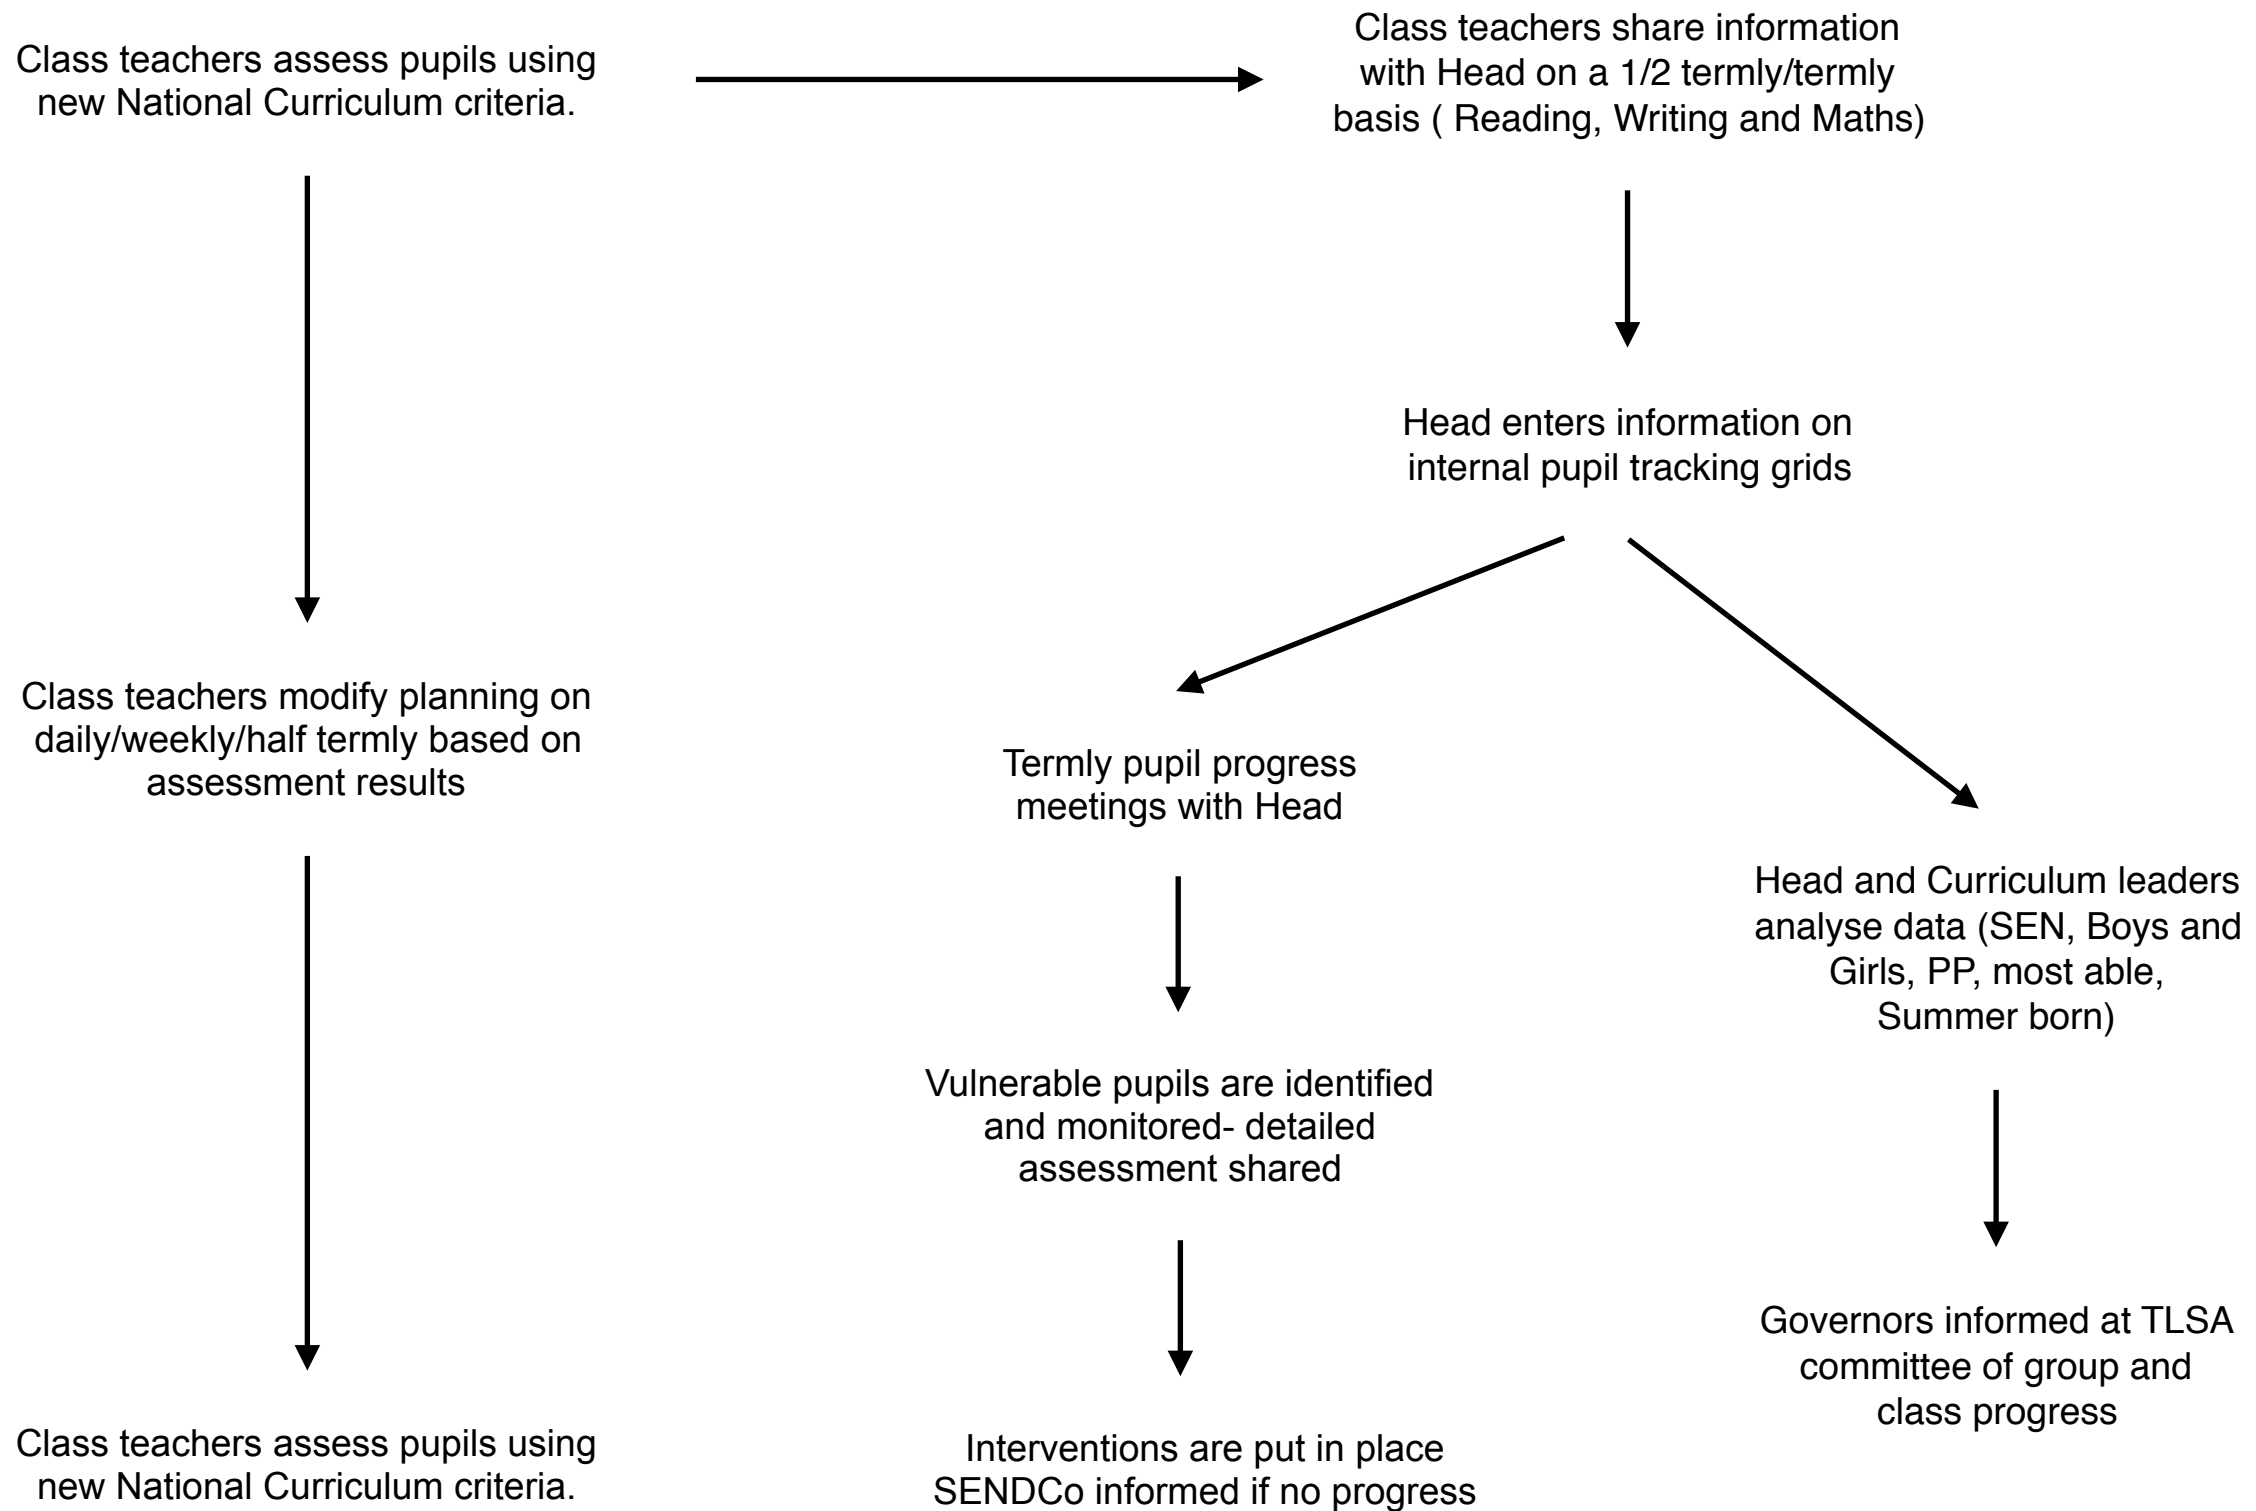 Class teachers assess pupils using
new National Curriculum criteria.
Class teachers share information
with Head on a 1/2 termly/termly
basis ( Reading, Writing and Maths)
Head enters information on
internal pupil tracking grids
Class teachers modify planning on
daily/weekly/half termly based on
assessment results
Termly pupil progress
meetings with Head
Head and Curriculum leaders
analyse data (SEN, Boys and
Girls, PP, most able,
Summer born)
Vulnerable pupils are identified
and monitored- detailed
assessment shared
Governors informed at TLSA
committee of group and
class progress
Class teachers assess pupils using
new National Curriculum criteria.
Interventions are put in place
SENDCo informed if no progress